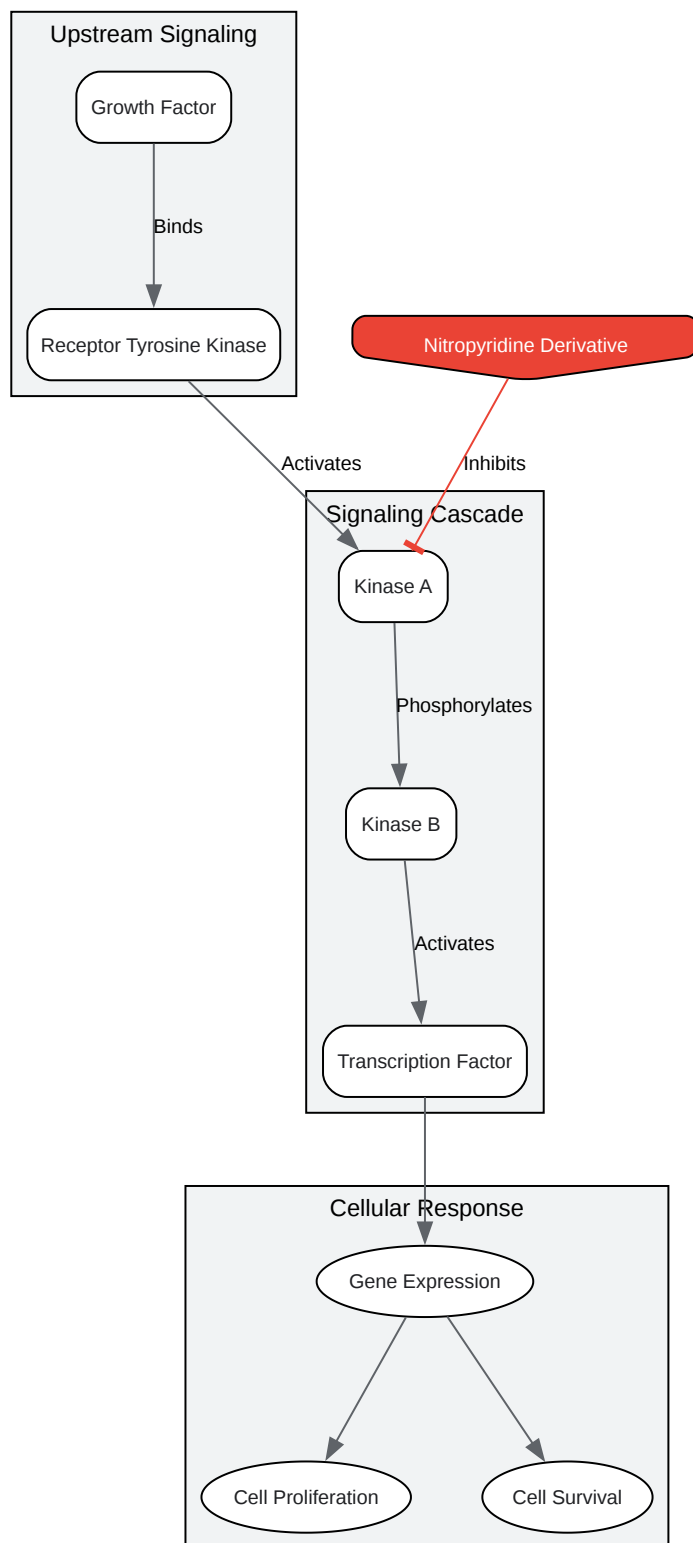 Upstream Signaling
Growth Factor
Binds
Receptor Tyrosine Kinase
Nitropyridine Derivative
Activates
Inhibits
Signaling Cascade
Kinase A
Phosphorylates
Kinase B
Activates
Transcription Factor
Cellular Response
Gene Expression
Cell Proliferation
Cell Survival